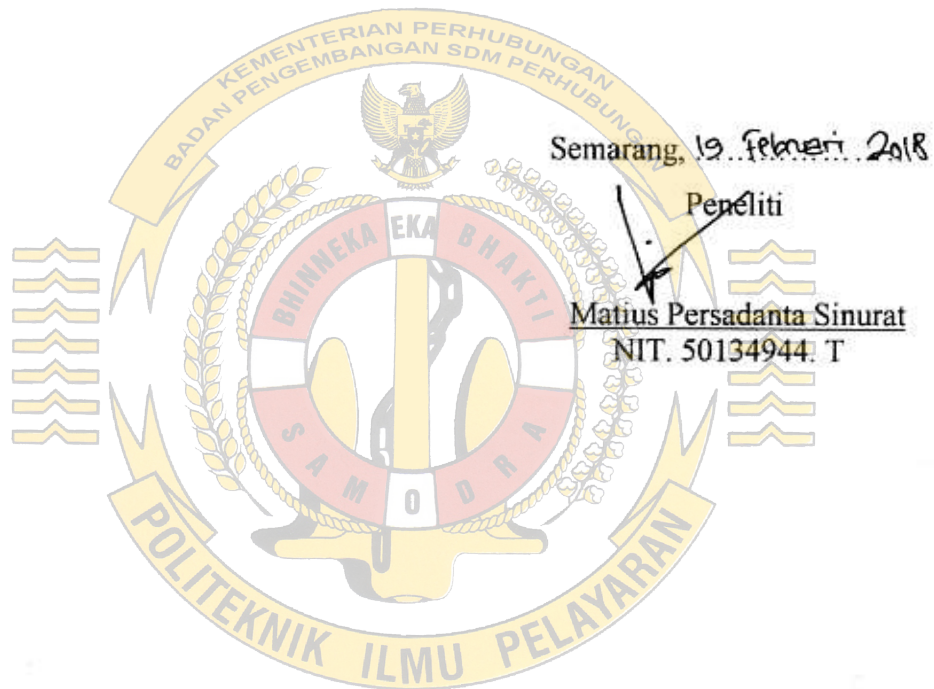 KEMENTERIAN PERHUBUNGAN
BADAN PENGEMBANGAN SDM PERHUBUNGAN
Semarang, 19 Februari 2018
Peneliti
BHINNEKA EKA BHAKTI
Matius Persadanta Sinurat
NIT. 50134944. T
SAMODRA
POLITEKNIK ILMU PELAYARAN